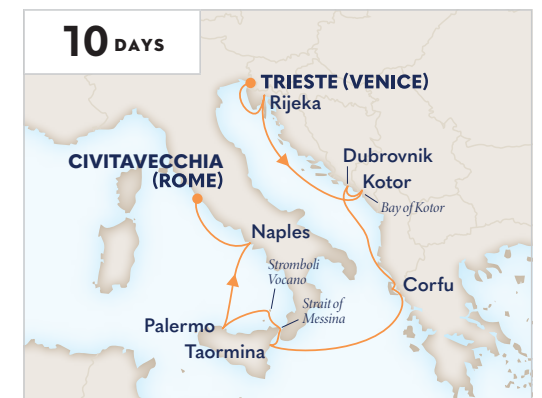 10 DAYS
TRIESTE (VENICE)
Rijeka
Dubrovnik
CIVITAVECCHIA
(ROME)
Kotor
Bay of Kotor
Naples
Stromboli
Vocano
Corfu
Strait of
Messina
Palermo
Taormina